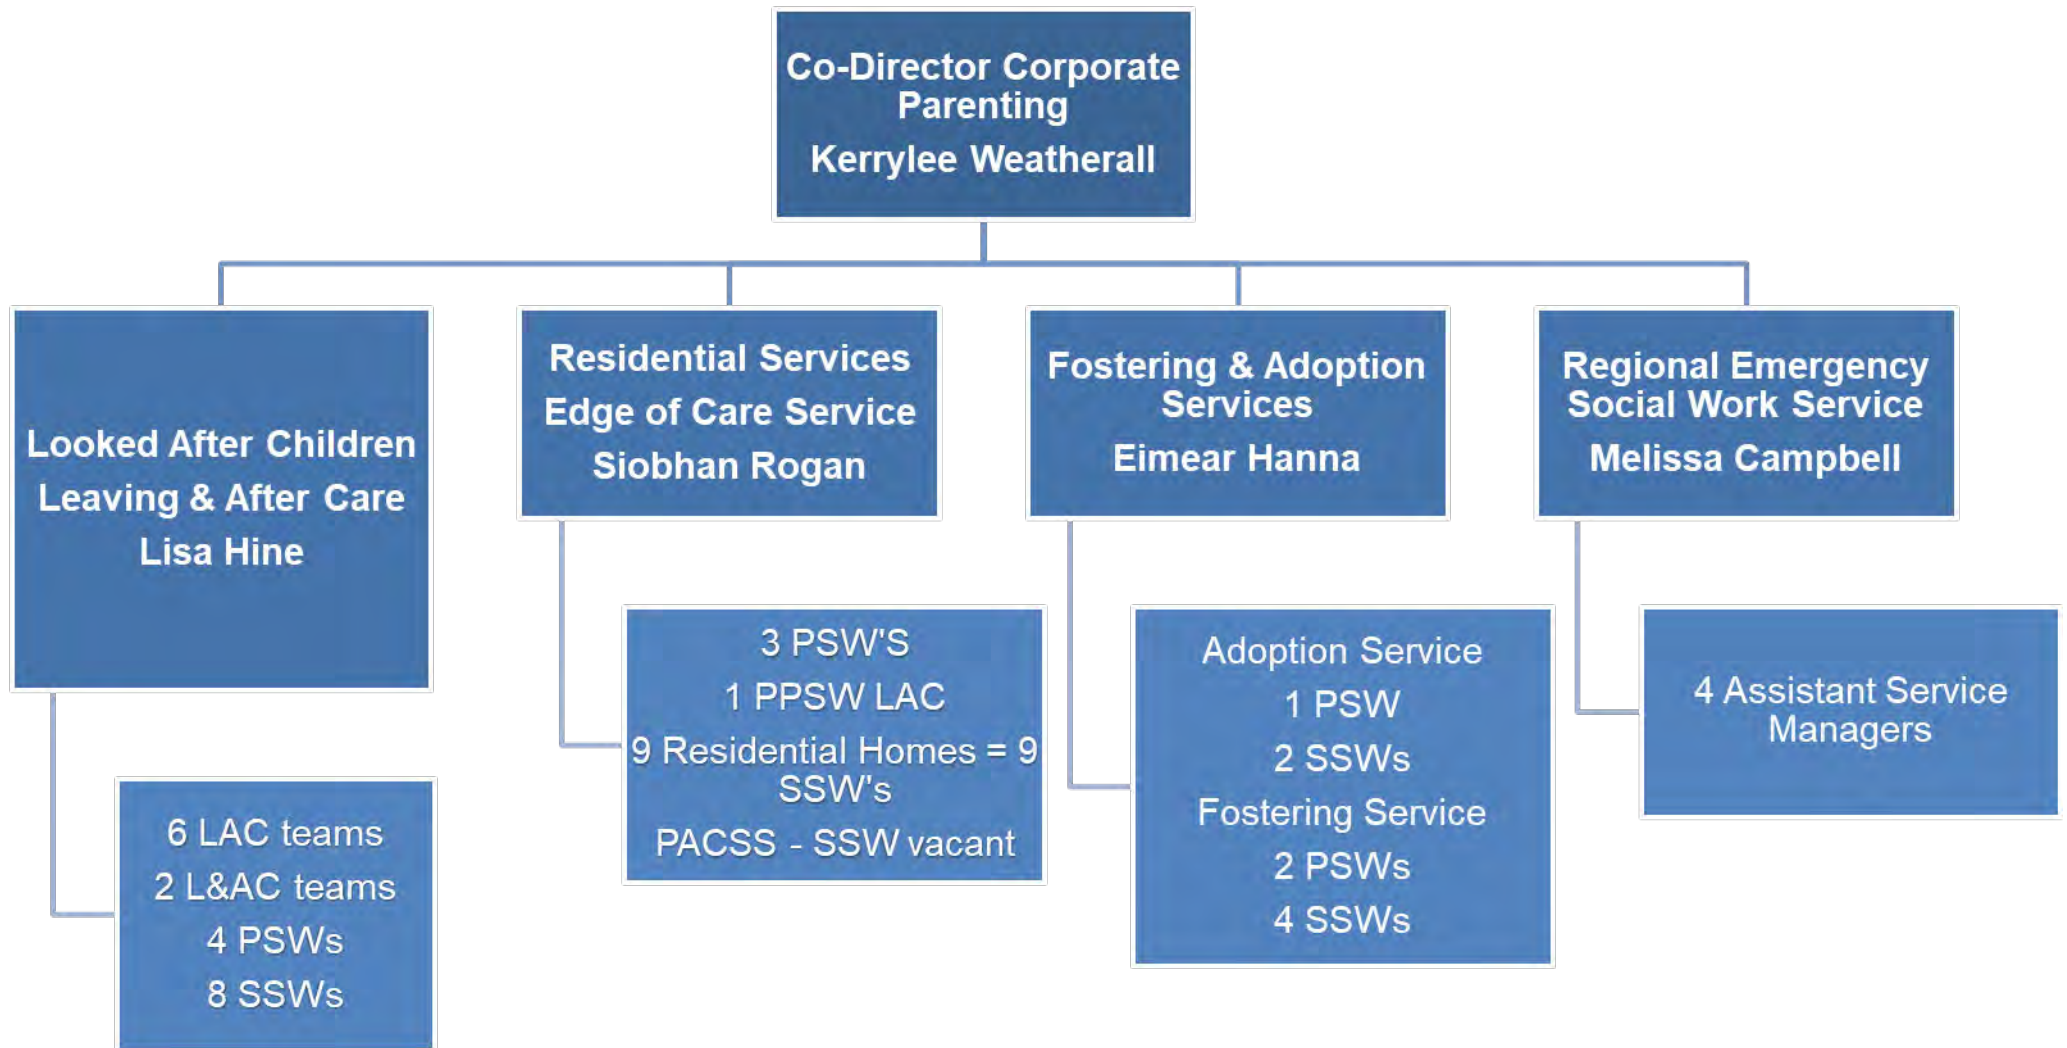 Co-Director Corporate
Parenting
Kerrylee Weatherall
Looked After Children
Leaving & After Care
Lisa Hine
6 LAC teams
2 L&AC teams
4 PSWs
8 SSWs
Residential Services
Edge of Care Service
Siobhan Rogan
3 PSW'S
1 PPSW LAC
9 Residential Homes = 9
SSW's
PACSS - SSW vacant
Fostering & Adoption
Services
Eimear Hanna
Adoption Service
1 PSW
2 SSWs
Fostering Service
2 PSWs
4 SSWs
Regional Emergency
Social Work Service
Melissa Campbell
4 Assistant Service
Managers